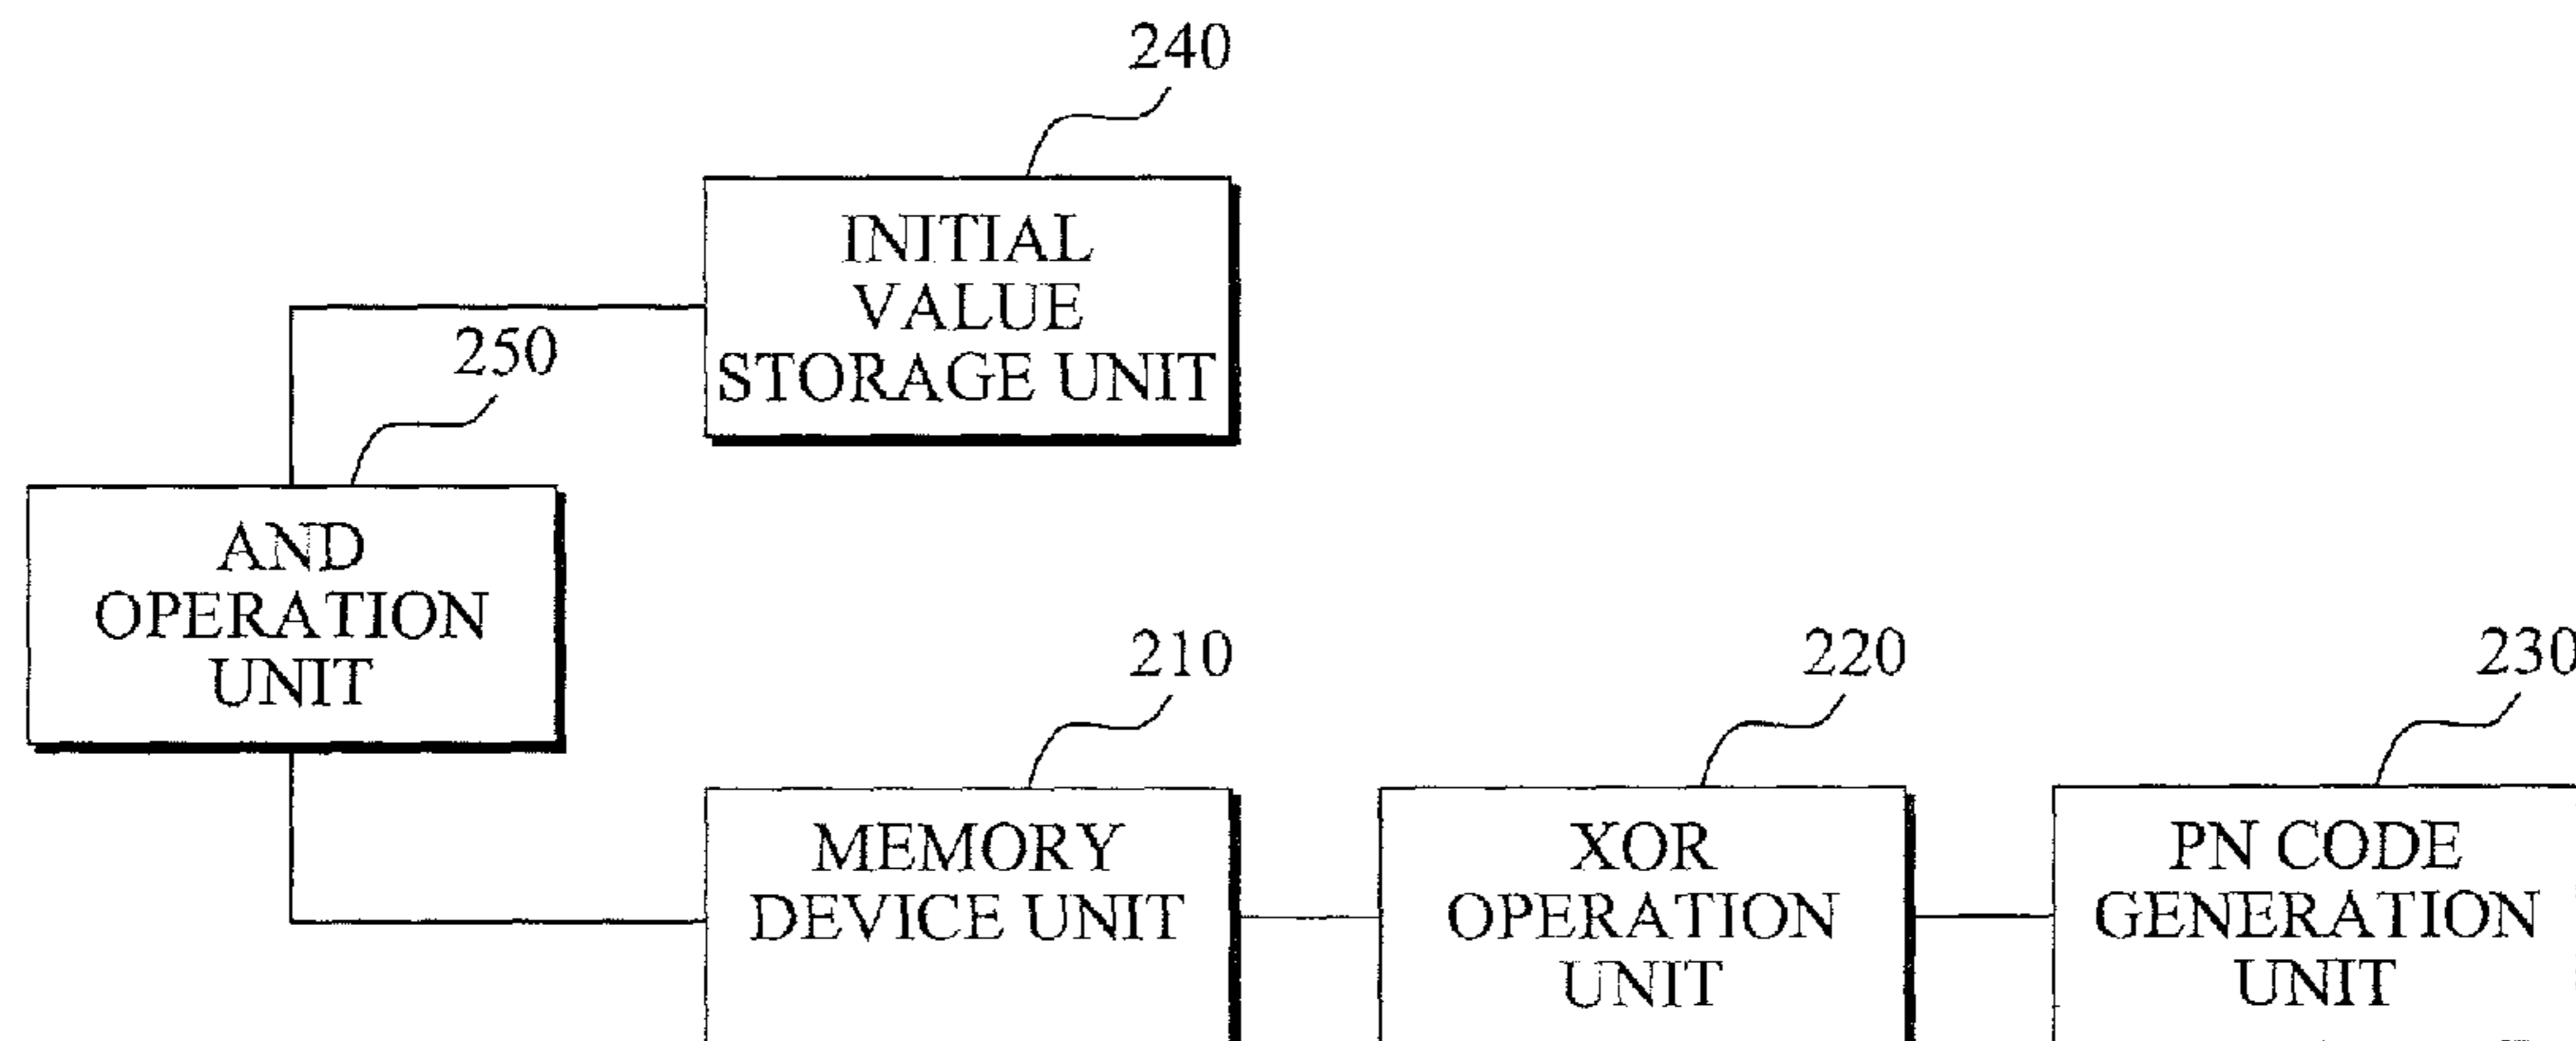 240
INITIAL
VALUE
STORAGE UNIT
250
AND
OPERATION
UNIT
210
MEMORY
DEVICE UNIT
220
XOR
OPERATION
UNIT
230
PN CODE
GENERATION
UNIT